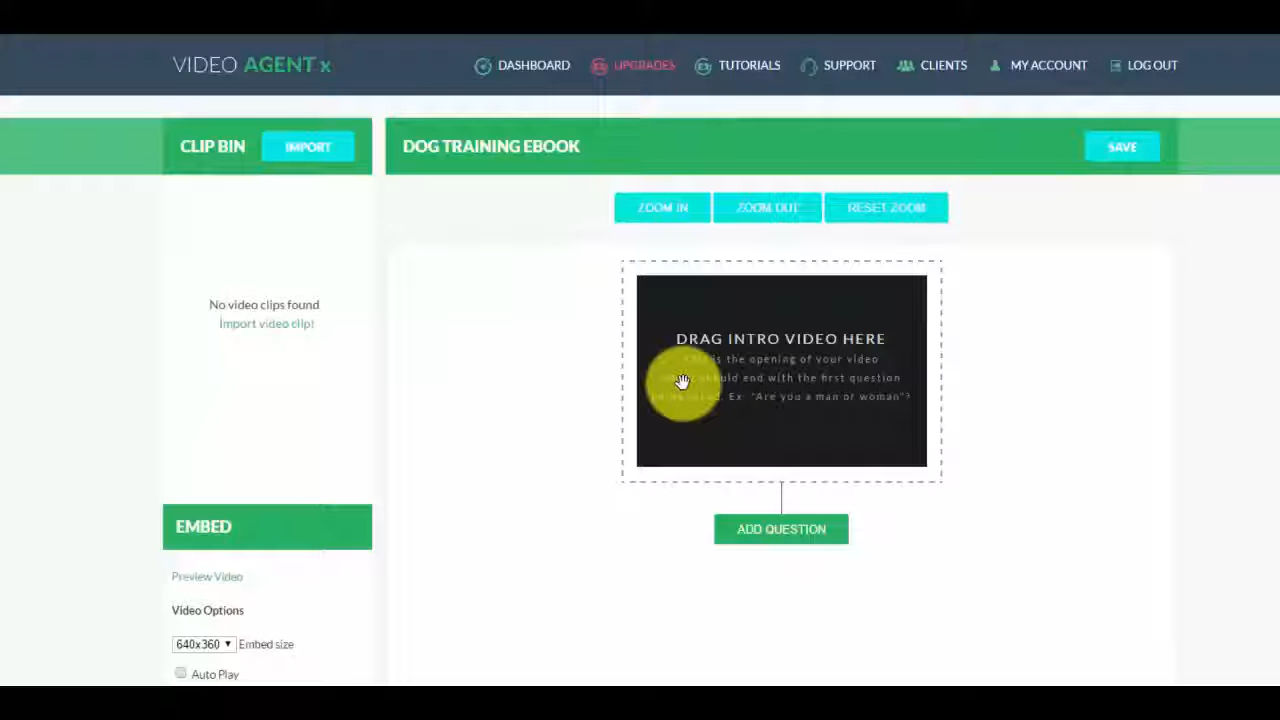 VIDEO AGENT x
DASHBOARD
UPGRADES
TUTORIALS
SUPPORT
CLIENTS
MY ACCOUNT
LOG OUT
CLIP BIN
IMPORT
DOG TRAINING EBOOK
SAVE
ZOOM IN
ZOOM OUT
RESET ZOOM
No video clips found
Import video clip!
DRAG INTRO VIDEO HERE
is the opening of your video
should end with the first question
Ex: "Are you a man or woman"?
ADD QUESTION
EMBED
Preview Video
Video Options
640x360 Embed size
Auto Play